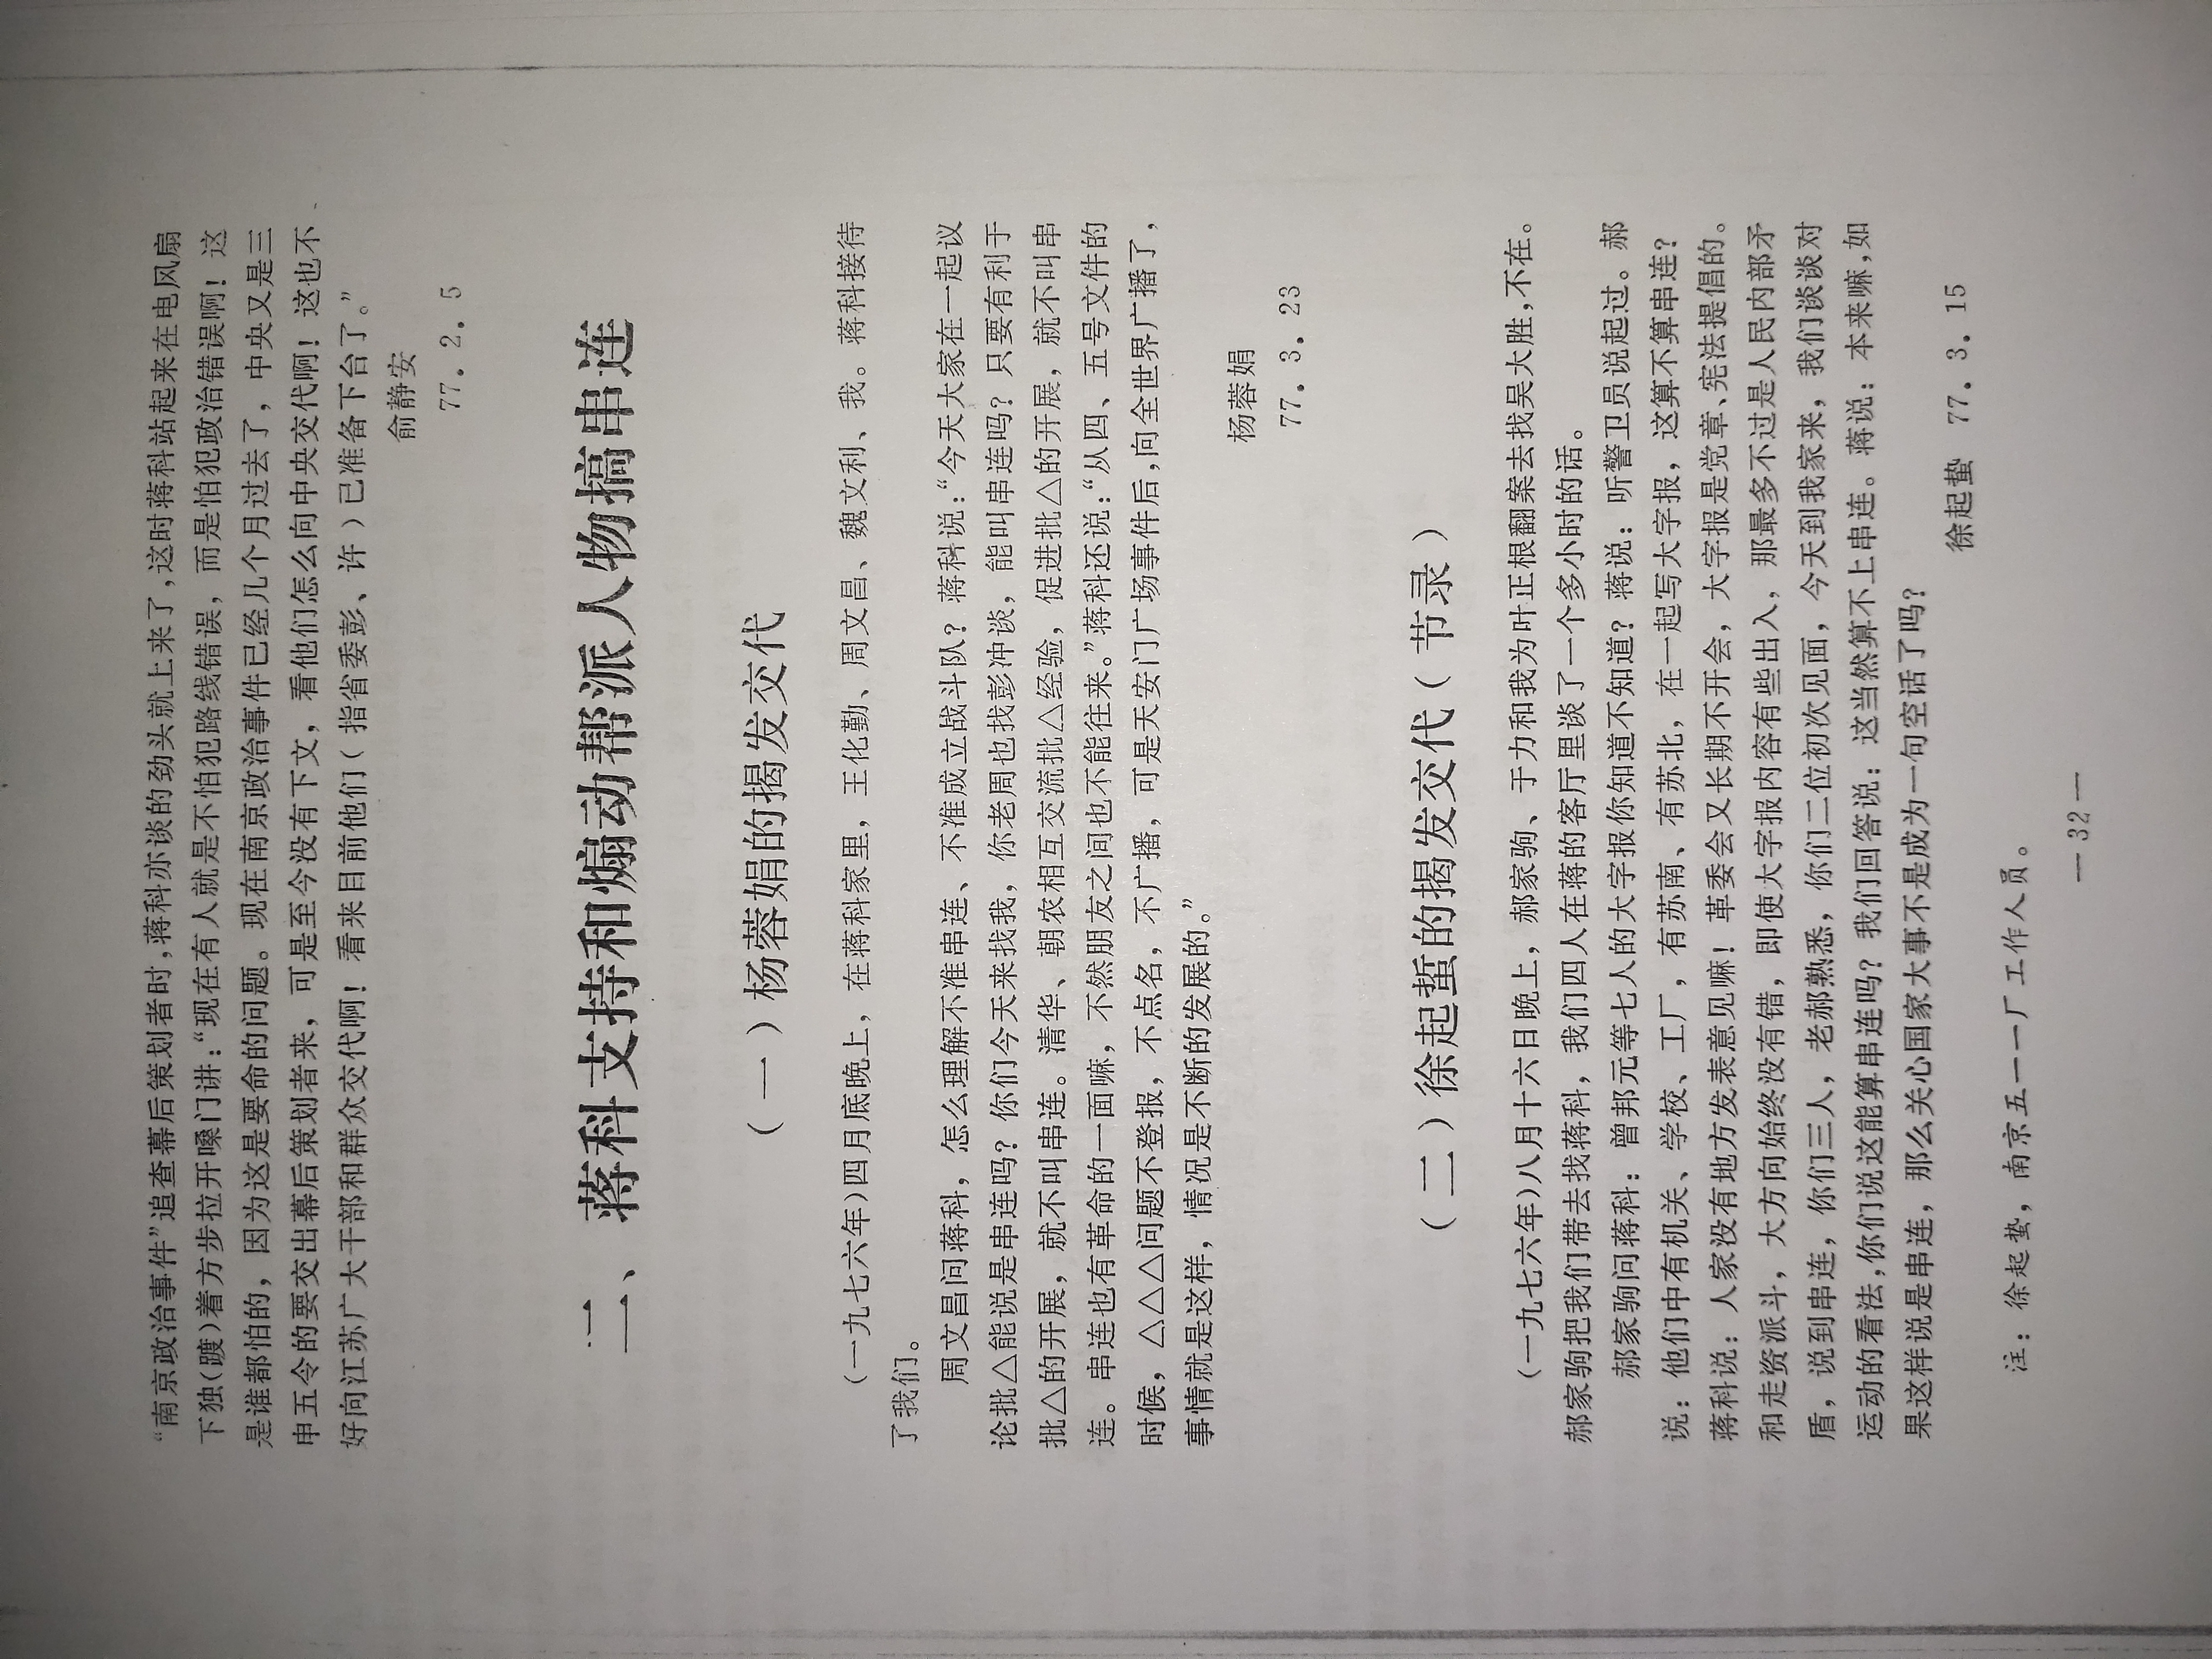 “南京政治事件”追查幕后策划者时,蒋科亦谈的劲头就上来了,这时蒋科站起来在电风扇
下独(踱)着方步拉开嗓门讲:“现在有人就是不怕犯路线错误，而是怕犯政治错误啊！这
是谁都怕的，因为这是要命的问题。现在南京政治事件已经几个月过去了，中央又是三
申五令的要交出幕后策划者来，可是至今没有下文，看他们怎么向中央交代啊！这也不
好向江苏广大干部和群众交代啊！看来目前他们（指省委彭、许）已准备下台了。”
俞静安
77．2．5
二、蒋科支持和煽动帮派人物搞串连
（一）杨蓉娟的揭发交代
(一九七六年)四月底晚上，在蒋科家里，王化勤、周文昌、魏文利、我。蒋科接待
了我们。
周文昌问蒋科，怎么理解不准串连、不准成立战斗队？蒋科说:“今天大家在一起议
论批△能说是串连吗？你们今天来找我，你老周也找彭冲谈，能叫串连吗？只要有利于
批△的开展，就不叫串连。清华、朝农相互交流批△经验，促进批△的开展，就不叫串
连。串连也有革命的一面嘛，不然朋友之间也不能往来。”蒋科还说:“从四、五号文件的
时候，△△△问题不登报，不点名，不广播，可是天安门广场事件后,向全世界广播了，
事情就是这样，情况是不断的发展的。”
杨蓉娟
77．3．23
（二）徐起蜇的揭发交代（节录）
(一九七六年)八月十六日晚上，郝家驹、于力和我为叶正根翻案去找吴大胜,不在。
郝家驹把我们带去找蒋科，我们四人在蒋的客厅里谈了一个多小时的话。
郝家驹问蒋科：曾邦元等七人的大字报你知道不知道？蒋说：听警卫员说起过。郝
说：他们中有机关、学校、工厂，有苏南、有苏北，在一起写大字报，这算不算串连？
蒋科说：人家没有地方发表意见嘛！革委会又长期不开会，大字报是党章、宪法提倡的。
和走资派斗，大方向始终没有错，即使大字报内容有些出入，那最多不过是人民内部矛
盾，说到串连，你们三人，老郝熟悉，你们二位初次见面，今天到我家来，我们谈谈对
运动的看法,你们说这能算串连吗？我们回答说：这当然算不上串连。蒋说：本来嘛,如
果这样说是串连，那么关心国家大事不是成为一句空话了吗？
徐起蛰 77．3．15
注：徐起蛰，南京五一一厂工作人员。
— 32 —